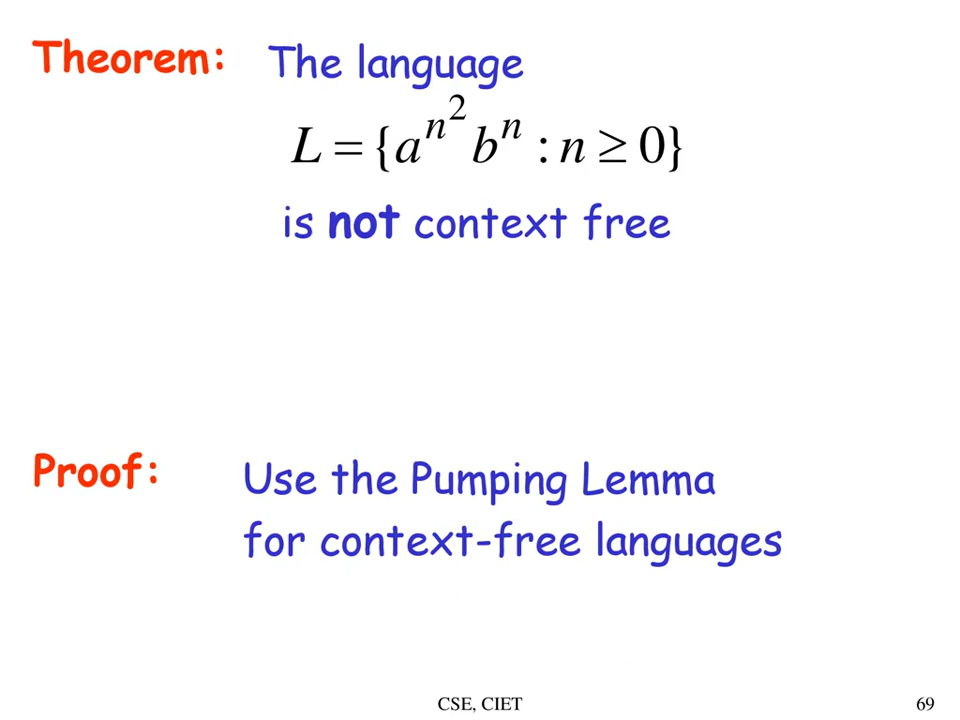 Theorem: The language
L = {a^{n^2} b^n : n ≥ 0}
is not context free
Proof: Use the Pumping Lemma
for context-free languages
CSE, CIET 69